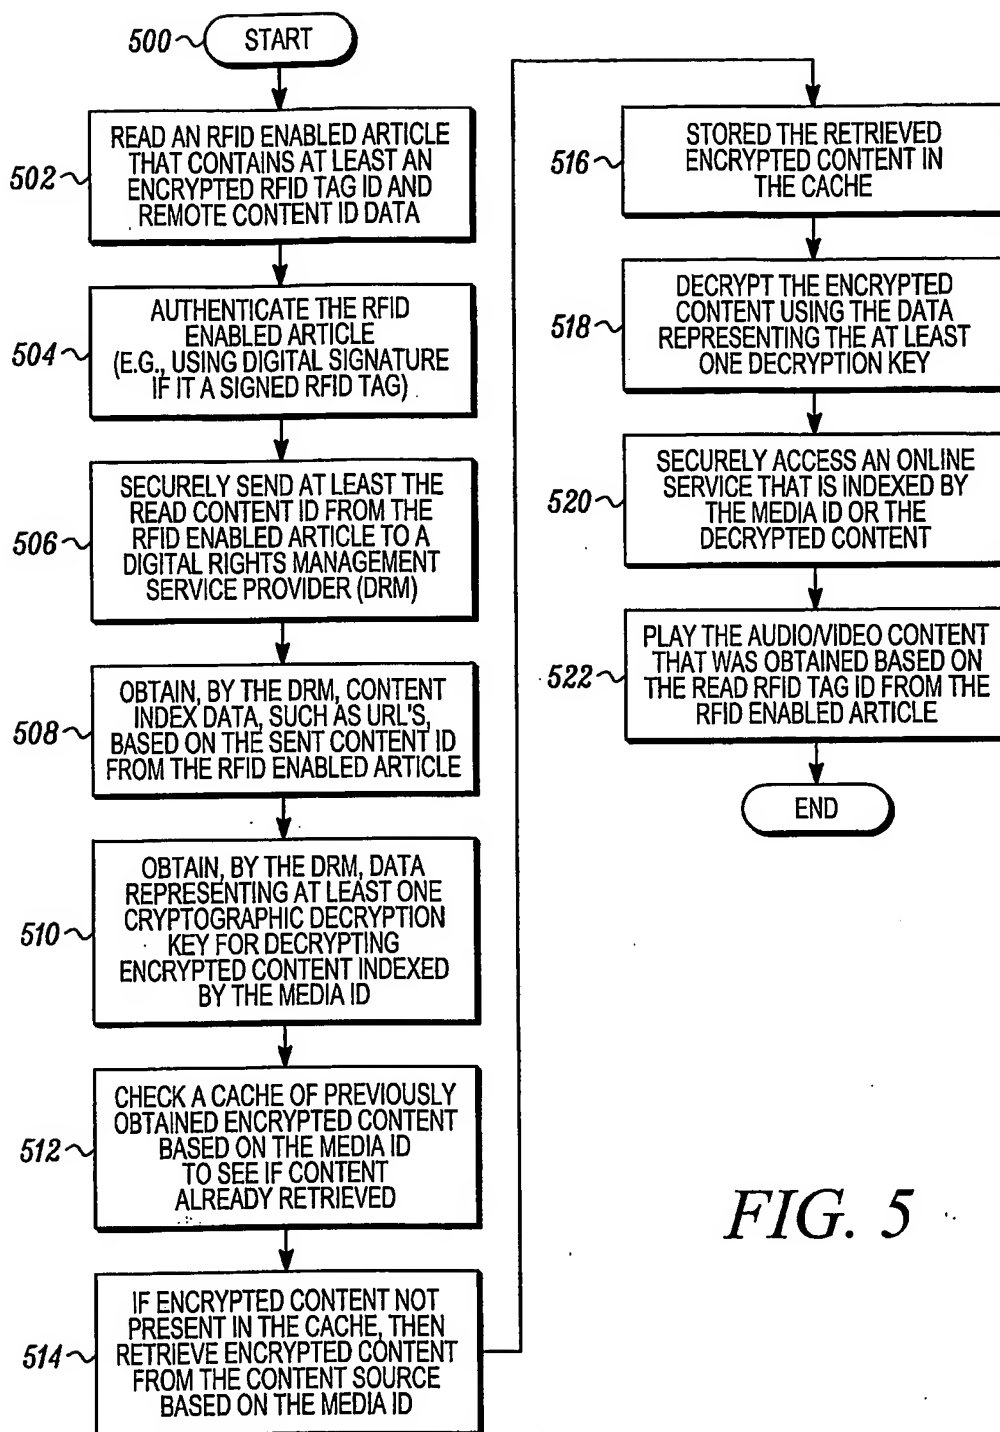 500
START
502
READ AN RFID ENABLED ARTICLE
THAT CONTAINS AT LEAST AN
ENCRYPTED RFID TAG ID AND
REMOTE CONTENT ID DATA
504
AUTHENTICATE THE RFID
ENABLED ARTICLE
(E.G., USING DIGITAL SIGNATURE
IF IT A SIGNED RFID TAG)
506
SECURELY SEND AT LEAST THE
READ CONTENT ID FROM THE
RFID ENABLED ARTICLE TO A
DIGITAL RIGHTS MANAGEMENT
SERVICE PROVIDER (DRM)
508
OBTAIN, BY THE DRM, CONTENT
INDEX DATA, SUCH AS URL'S,
BASED ON THE SENT CONTENT ID
FROM THE RFID ENABLED ARTICLE
510
OBTAIN, BY THE DRM, DATA
REPRESENTING AT LEAST ONE
CRYPTOGRAPHIC DECRYPTION
KEY FOR DECRYPTING
ENCRYPTED CONTENT INDEXED
BY THE MEDIA ID
512
CHECK A CACHE OF PREVIOUSLY
OBTAINED ENCRYPTED CONTENT
BASED ON THE MEDIA ID
TO SEE IF CONTENT
ALREADY RETRIEVED
514
IF ENCRYPTED CONTENT NOT
PRESENT IN THE CACHE, THEN
RETRIEVE ENCRYPTED CONTENT
FROM THE CONTENT SOURCE
BASED ON THE MEDIA ID
516
STORED THE RETRIEVED
ENCRYPTED CONTENT IN
THE CACHE
518
DECRYPT THE ENCRYPTED
CONTENT USING THE DATA
REPRESENTING THE AT LEAST
ONE DECRYPTION KEY
520
SECURELY ACCESS AN ONLINE
SERVICE THAT IS INDEXED BY
THE MEDIA ID OR THE
DECRYPTED CONTENT
522
PLAY THE AUDIO/VIDEO CONTENT
THAT WAS OBTAINED BASED ON
THE READ RFID TAG ID FROM THE
RFID ENABLED ARTICLE
END
FIG. 5